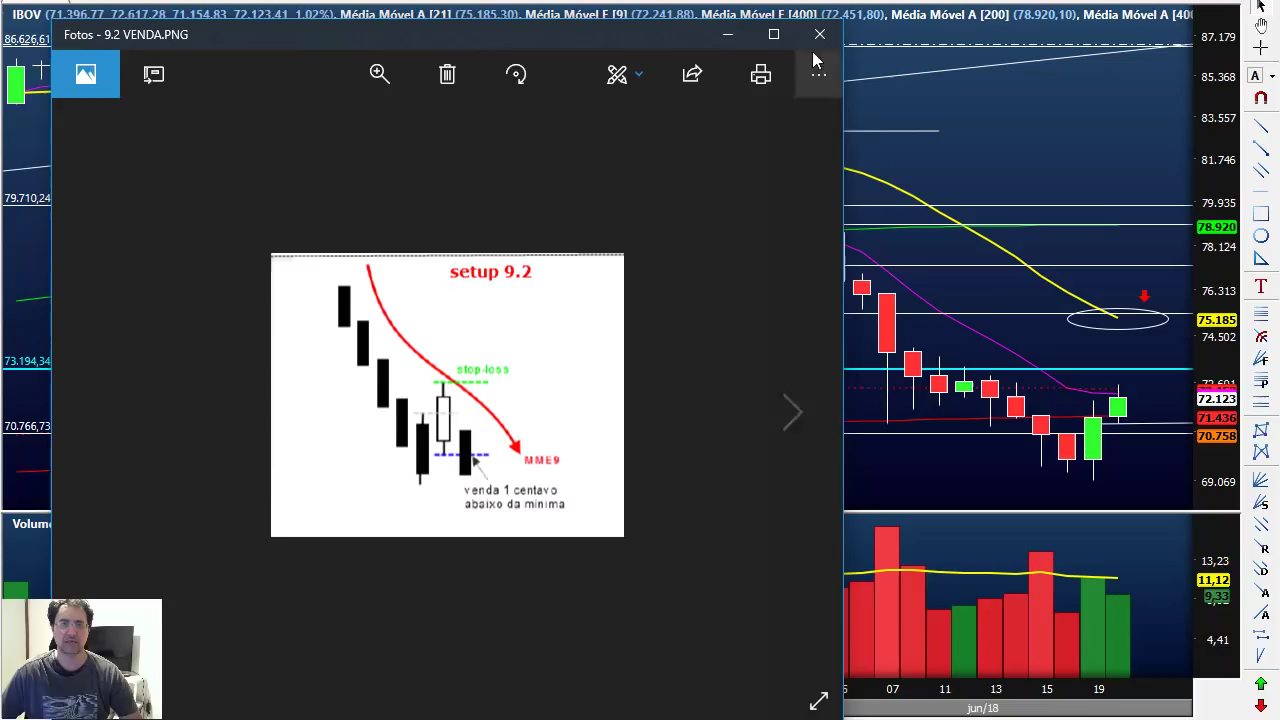 IBOV (71.396,77 72.617,28 71.154,83 72.123,41 1,02%), Média Móvel A [21] (75.185,30), Média Móvel E [9] (72.241,88) Média Móvel E [400] (72.451,80), Média Móvel A [200] (78.920,10), Média Móvel A [400
86.626,61
Fotos - 9.2 VENDA.PNG
setup 9.2
stop-loss
MME9
venda 1 centavo
abaixo da mínima
79.710,24
73.194,34
70.766,73
87.179
85.368
83.557
81.746
79.935
78.920
78.124
76.313
75.185
74.502
72.123
71.436
70.758
69.069
Volume
13,23
11,12
9,33
4,41
07 11 13 15 19
jun/18
A
T
F
P
S
R
D
A
A